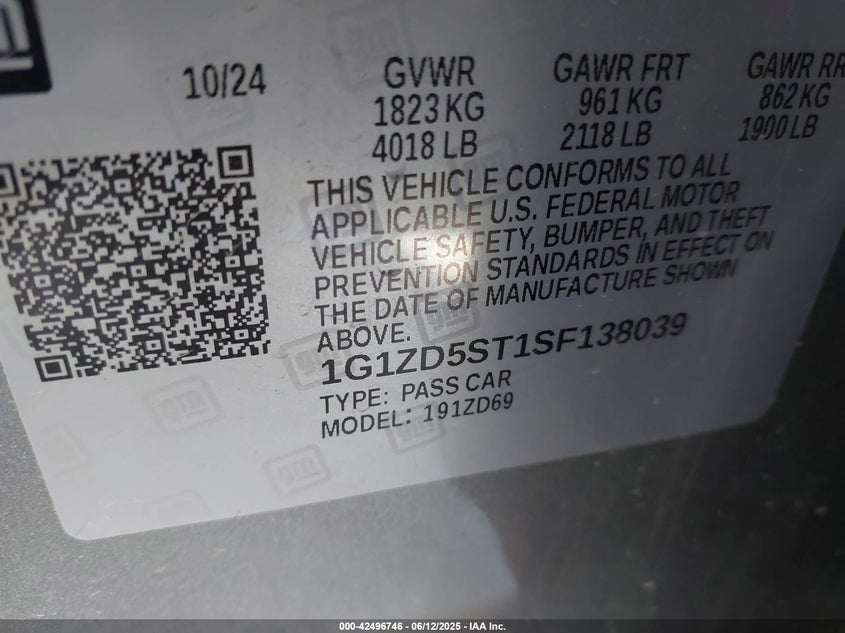 gm
10/24
GVWR
1823 KG
4018 LB
GAWR FRT
961 KG
2118 LB
GAWR RR
862 KG
1900 LB
THIS VEHICLE CONFORMS TO ALL
APPLICABLE U.S. FEDERAL MOTOR
VEHICLE SAFETY, BUMPER, AND THEFT
PREVENTION STANDARDS IN EFFECT ON
THE DATE OF MANUFACTURE SHOWN
ABOVE.
1G1ZD5ST1SF138039
TYPE: PASS CAR
MODEL: 191ZD69
000-42496746 - 06/12/2025 - IAA Inc.